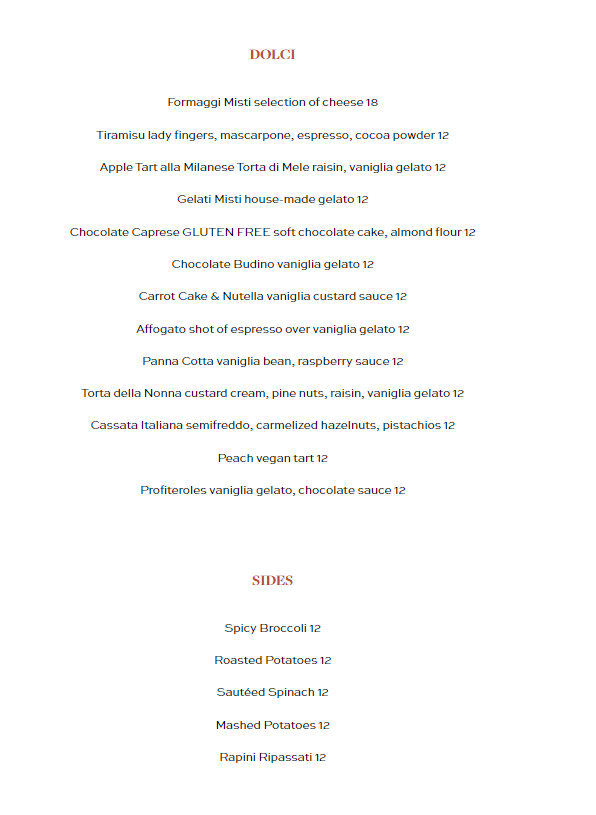 DOLCI
Formaggi Misti selection of cheese 18
Tiramisu lady fingers, mascarpone, espresso, cocoa powder 12
Apple Tart alla Milanese Torta di Mele raisin, vaniglia gelato 12
Gelati Misti house-made gelato 12
Chocolate Caprese GLUTEN FREE soft chocolate cake, almond flour 12
Chocolate Budino vaniglia gelato 12
Carrot Cake & Nutella vaniglia custard sauce 12
Affogato shot of espresso over vaniglia gelato 12
Panna Cotta vaniglia bean, raspberry sauce 12
Torta della Nonna custard cream, pine nuts, raisin, vaniglia gelato 12
Cassata Italiana semifreddo, carmelized hazelnuts, pistachios 12
Peach vegan tart 12
Profiteroles vaniglia gelato, chocolate sauce 12
SIDES
Spicy Broccoli 12
Roasted Potatoes 12
Sautéed Spinach 12
Mashed Potatoes 12
Rapini Ripassati 12